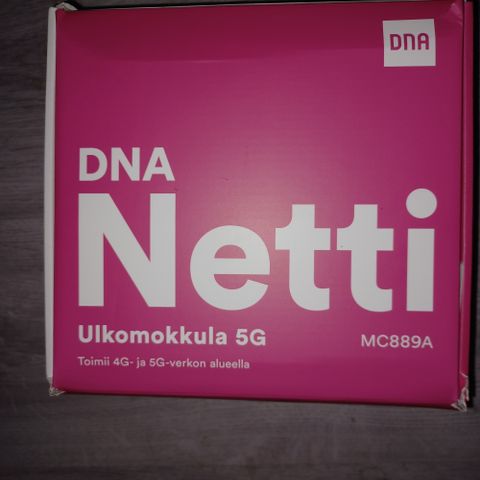 DNA
DNA
Netti
Ulkomokkula 5G
MC889A
Toimii 4G- ja 5G-verkon alueella